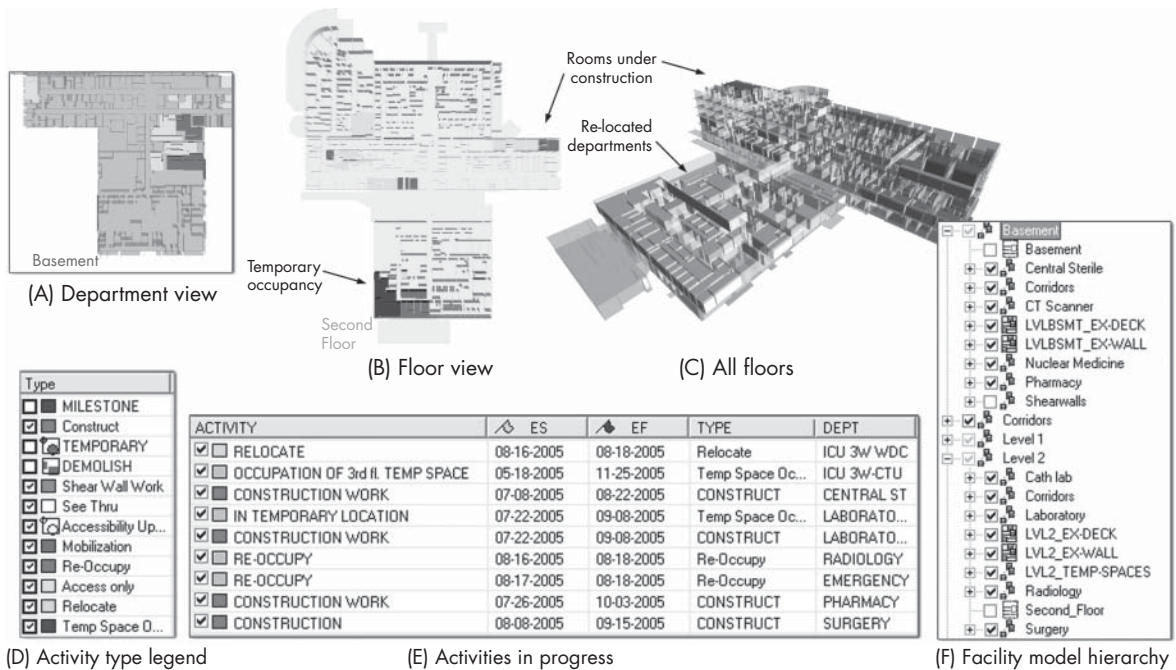 Rooms under
construction
Re-located
departments
Basement
(A) Department view
Temporary
occupancy
Second
Floor
(B) Floor view
(C) All floors
Type
MILESTONE
Construct
TEMPORARY
DEMOLISH
Shear Wall Work
See Thru
Accessibility Up...
Mobilization
Re-Occupy
Access only
Relocate
Temp Space O...
(D) Activity type legend
ACTIVITY ES EF TYPE DEPT
RELOCATE 08-16-2005 08-18-2005 Relocate ICU 3W WDC
OCCUPATION OF 3rd fl. TEMP SPACE 05-18-2005 11-25-2005 Temp Space Oc... ICU 3W-CTU
CONSTRUCTION WORK 07-08-2005 08-22-2005 CONSTRUCT CENTRAL ST
IN TEMPORARY LOCATION 07-22-2005 09-08-2005 Temp Space Oc... LABORATO...
CONSTRUCTION WORK 07-22-2005 09-08-2005 CONSTRUCT LABORATO...
RE-OCCUPY 08-16-2005 08-18-2005 Re-Occupy RADIOLOGY
RE-OCCUPY 08-17-2005 08-18-2005 Re-Occupy EMERGENCY
CONSTRUCTION WORK 07-26-2005 10-03-2005 CONSTRUCT PHARMACY
CONSTRUCTION 08-08-2005 09-15-2005 CONSTRUCT SURGERY
(E) Activities in progress
Basement
Basement
Central Sterile
Corridors
CT Scanner
LVLBSMT_EX-DECK
LVLBSMT_EX-WALL
Nuclear Medicine
Pharmacy
Shearwalls
Corridors
Level 1
Level 2
Cath lab
Corridors
Laboratory
LVL2_EX-DECK
LVL2_EX-WALL
LVL2_TEMP-SPACES
Radiology
Second_Floor
Surgery
(F) Facility model hierarchy